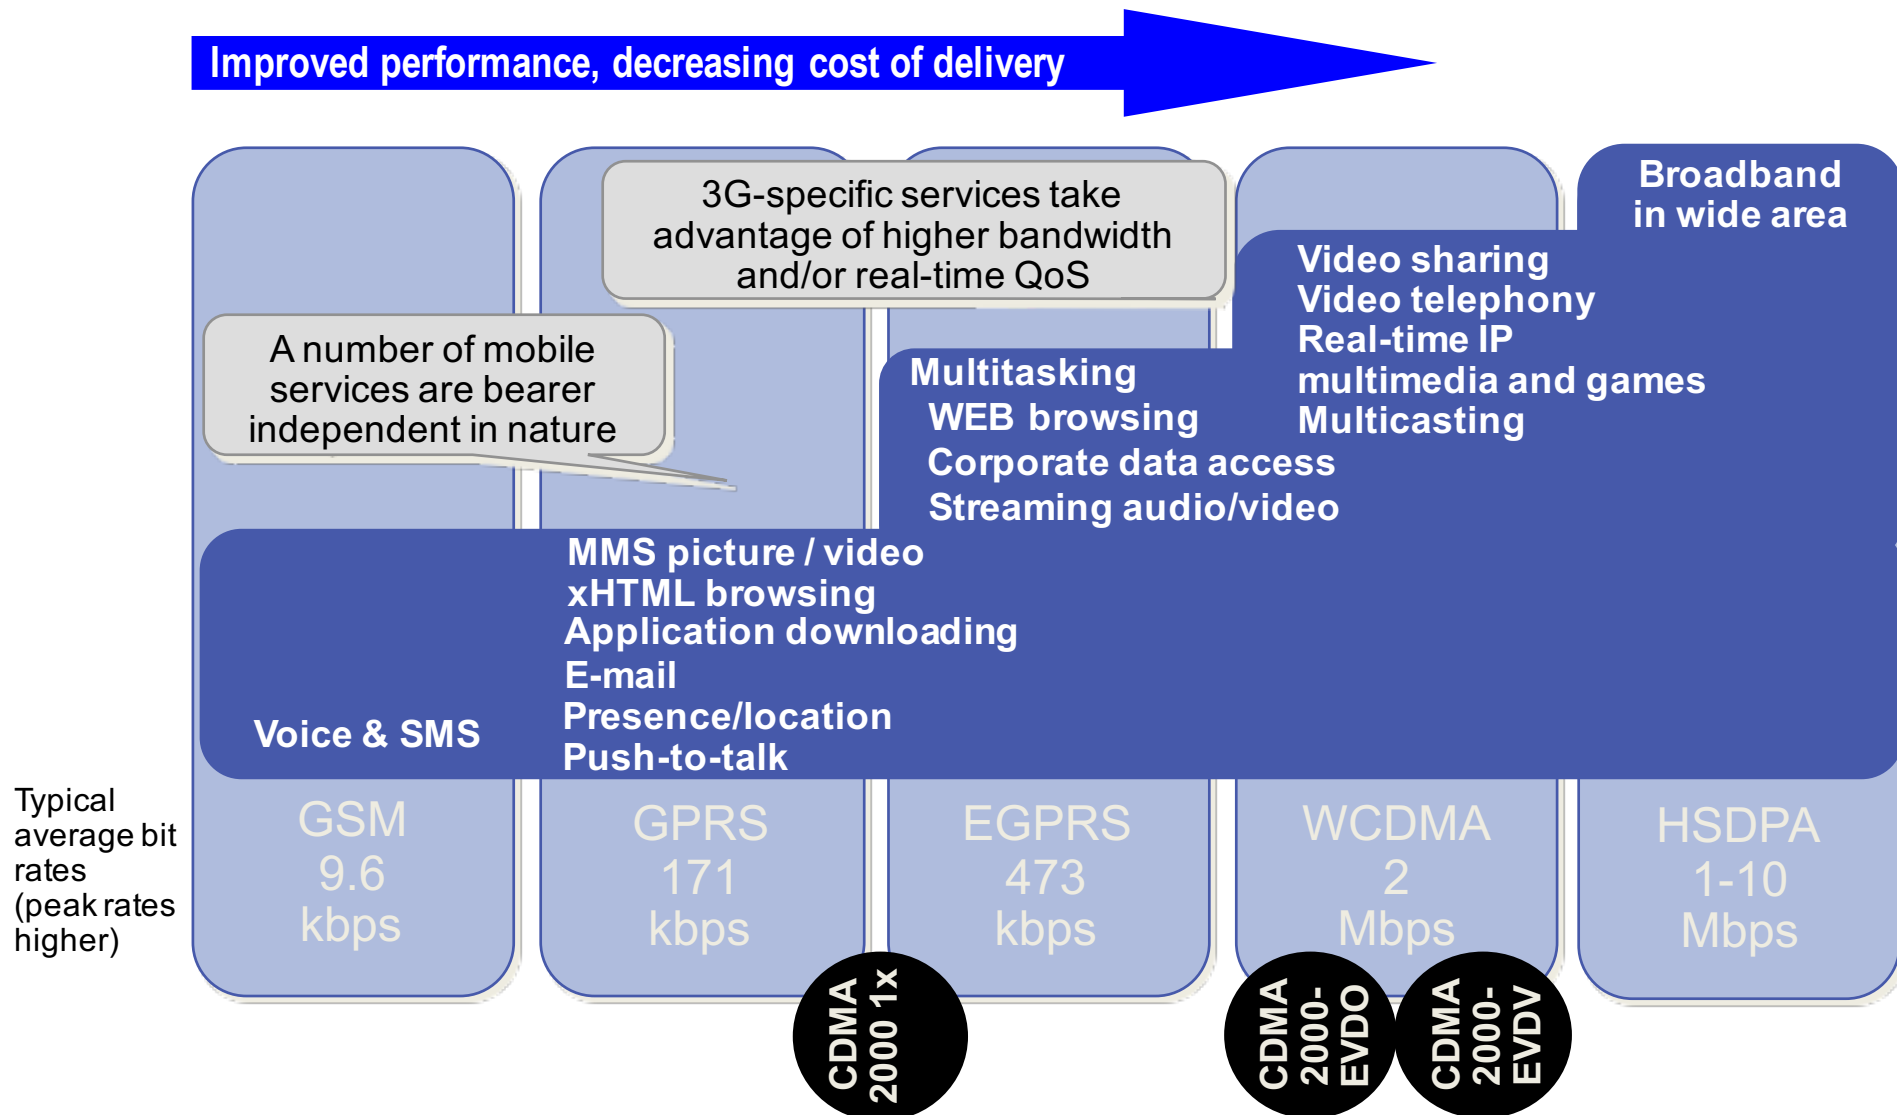 Improved performance, decreasing cost of delivery
3G-specific services take
advantage of higher bandwidth
and/or real-time QoS
A number of mobile
services are bearer
independent in nature
Broadband
in wide area
Video sharing
Video telephony
Real-time IP
multimedia and games
Multicasting
Multitasking
WEB browsing
Corporate data access
Streaming audio/video
MMS picture / video
xHTML browsing
Application downloading
E-mail
Presence/location
Push-to-talk
Voice & SMS
Typical
average bit
rates
(peak rates
higher)
GSM
9.6
kbps
GPRS
171
kbps
EGPRS
473
kbps
WCDMA
2
Mbps
HSDPA
1-10
Mbps
CDMA
2000 1x
CDMA
2000-
EVDO
CDMA
2000-
EVDV